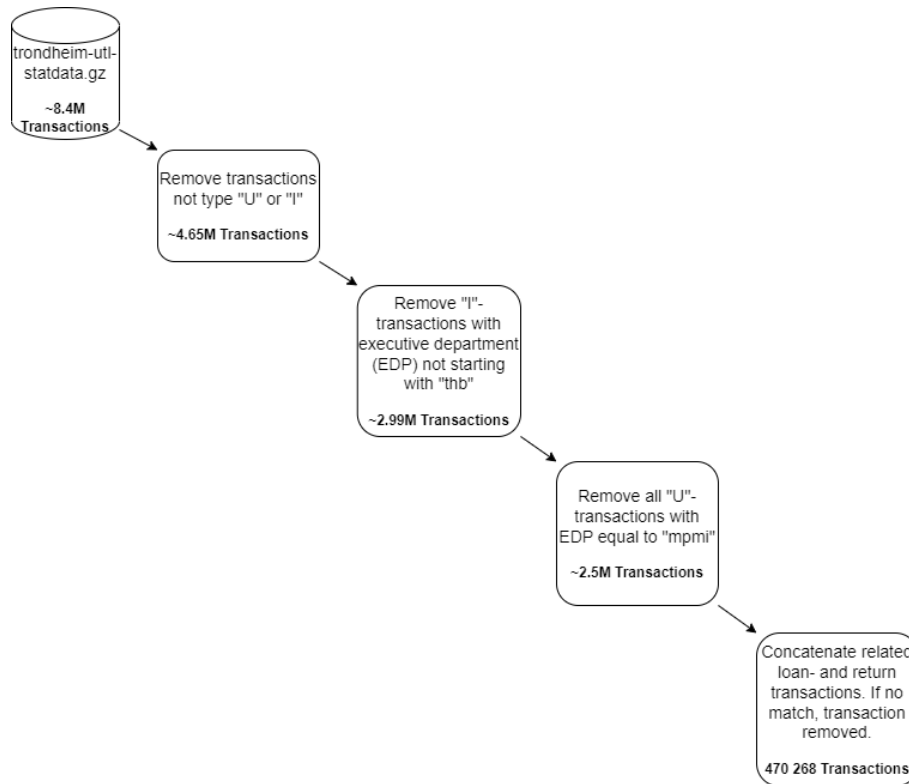 trondheim-utl-
statdata.gz
~8.4M
Transactions
Remove transactions
not type "U" or "I"
~4.65M Transactions
Remove "I"-
transactions with
executive department
(EDP) not starting
with "thb"
~2.99M Transactions
Remove all "U"-
transactions with
EDP equal to "mpmi"
~2.5M Transactions
Concatenate related
loan- and return
transactions. If no
match, transaction
removed.
470 268 Transactions